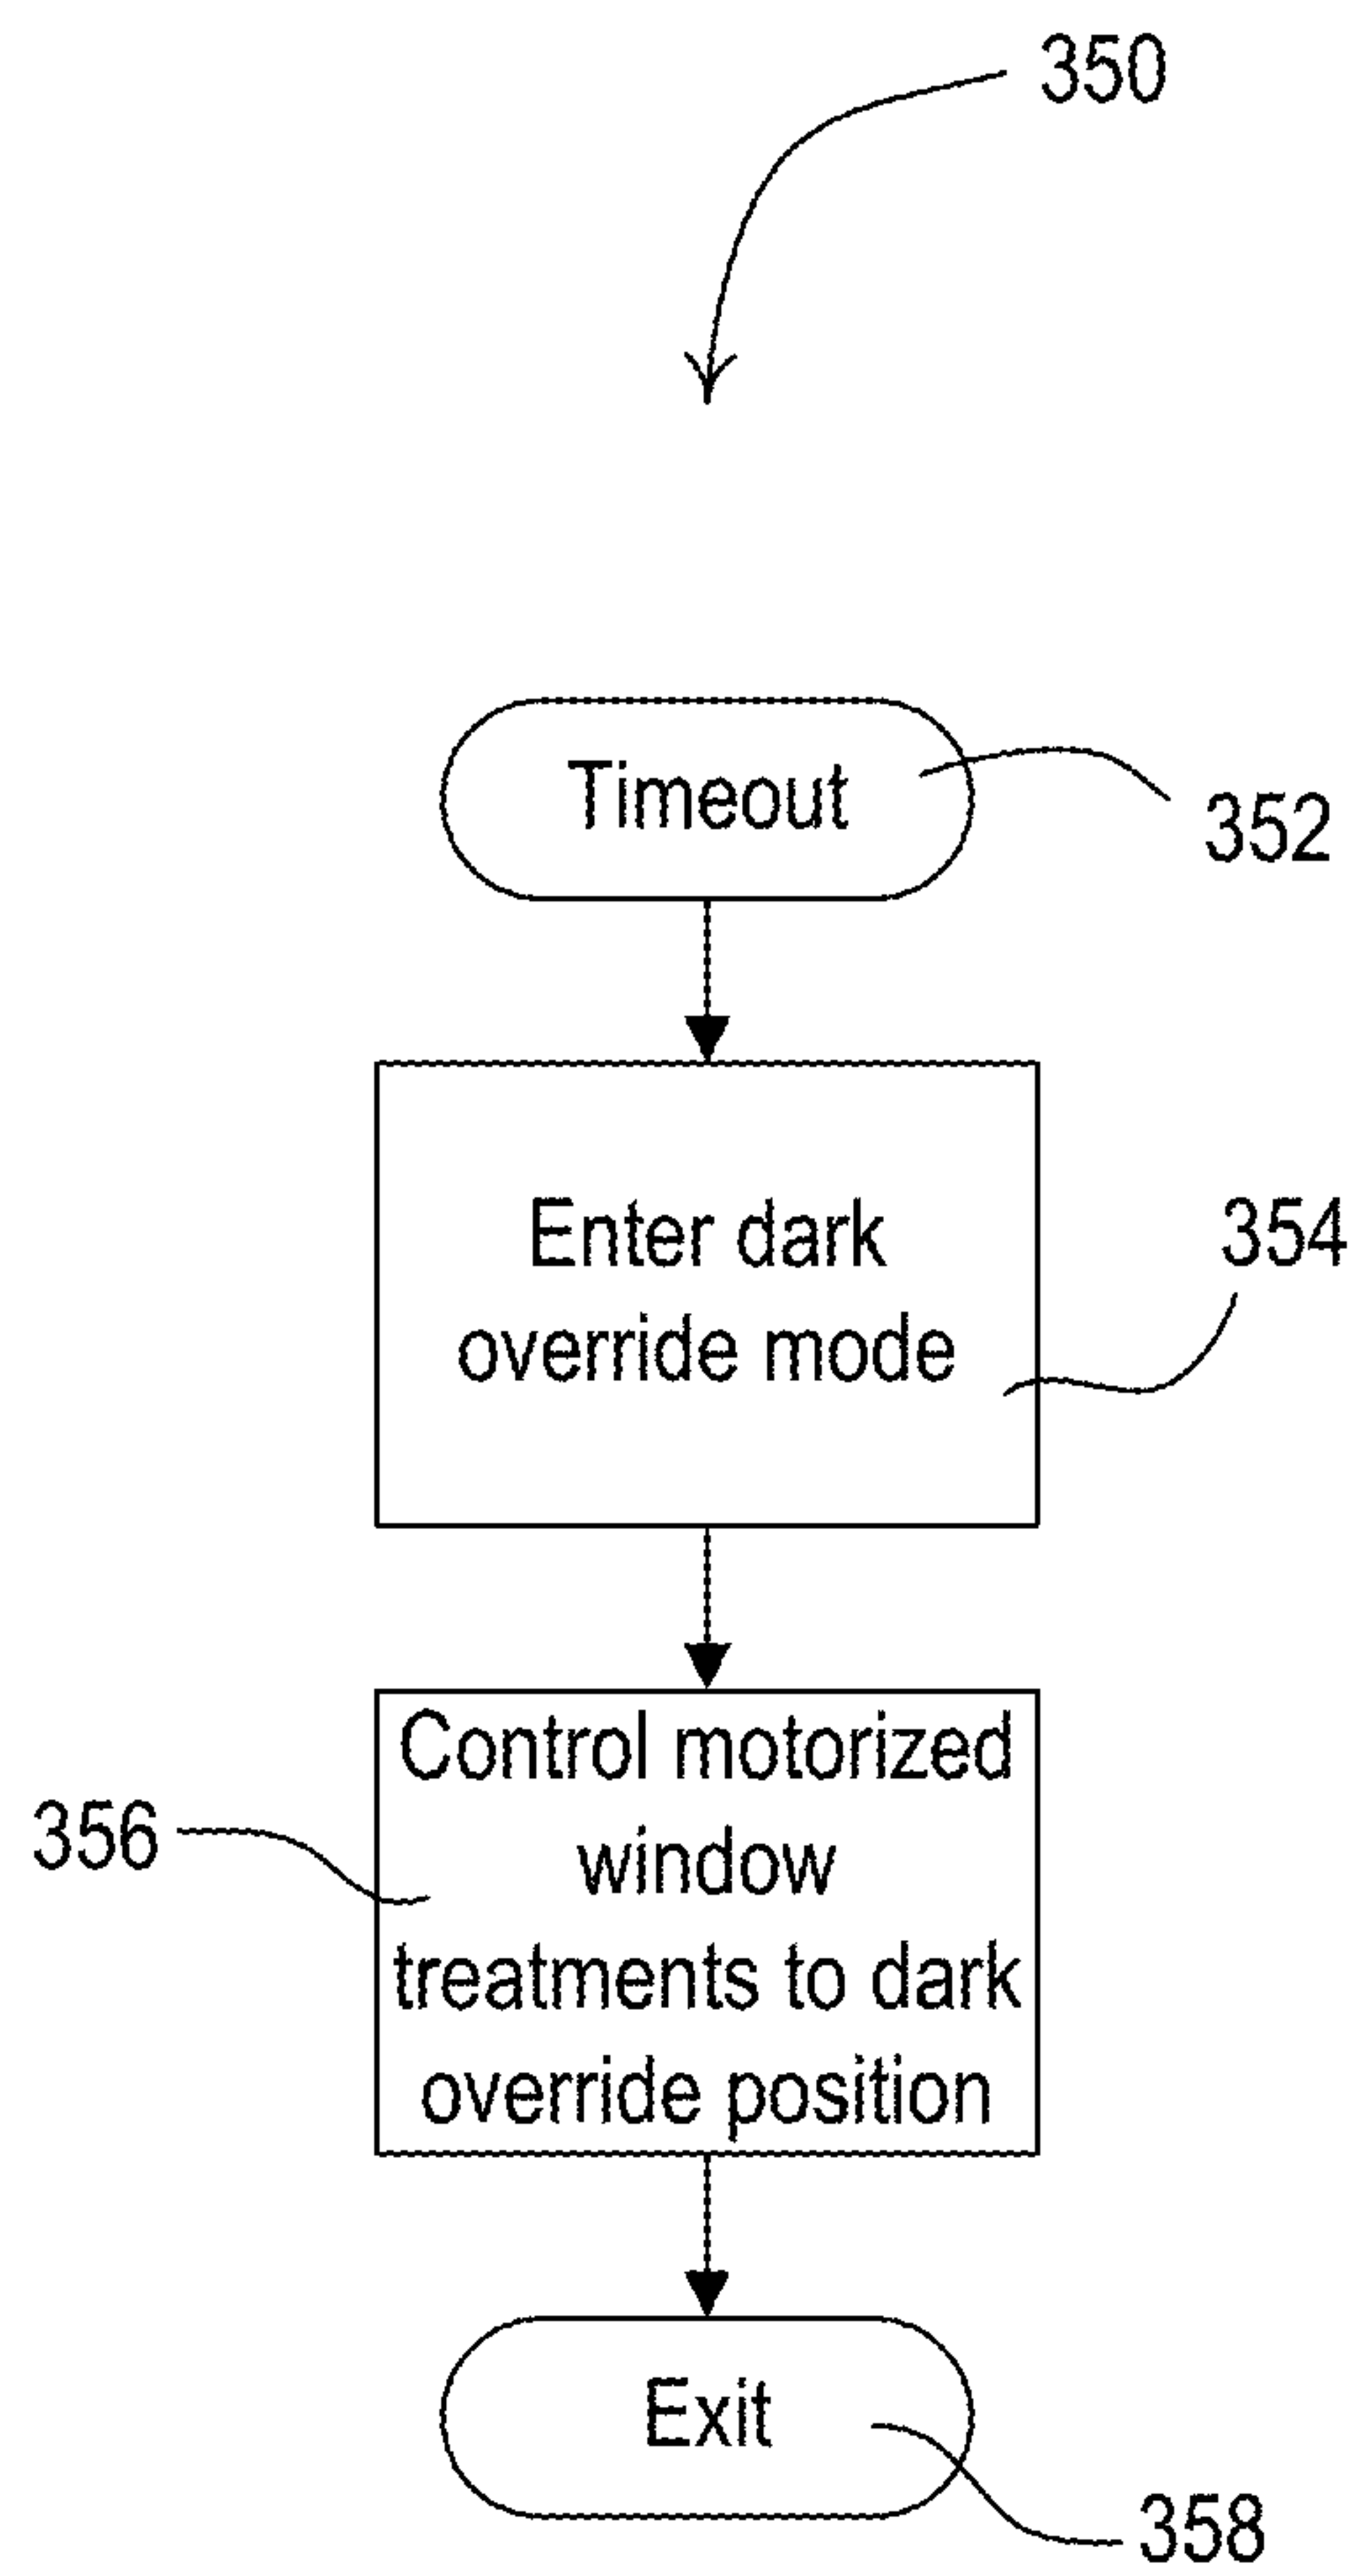 350
Timeout
352
Enter dark
override mode
354
Control motorized
window
treatments to dark
override position
356
Exit
358